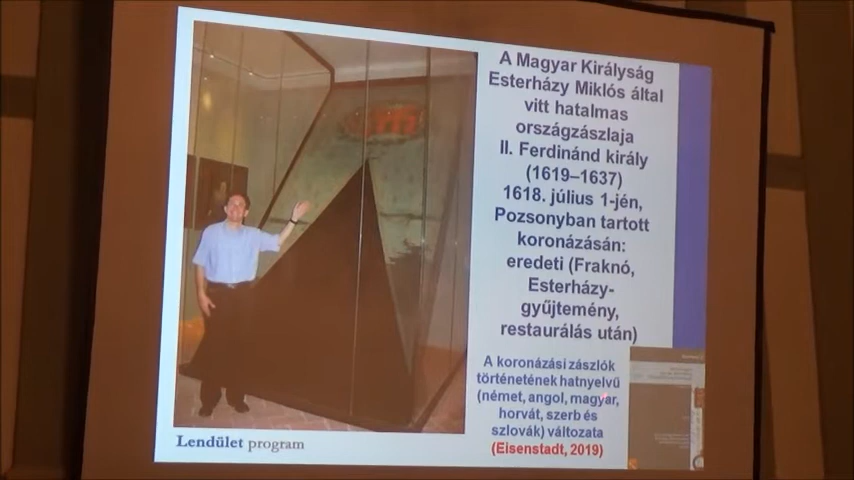 A Magyar Királyság
Esterházy Miklós által
vitt hatalmas
országzászlaja
II. Ferdinánd király
(1619–1637)
1618. július 1-jén,
Pozsonyban tartott
koronázásán:
eredeti (Fraknó,
Esterházy-
gyűjtemény,
restaurálás után)
A koronázási zászlók
történetének hatnyelvű
(német, angol, magyar,
horvát, szerb és
szlovák) változata
(Eisenstadt, 2019)
Lendület program